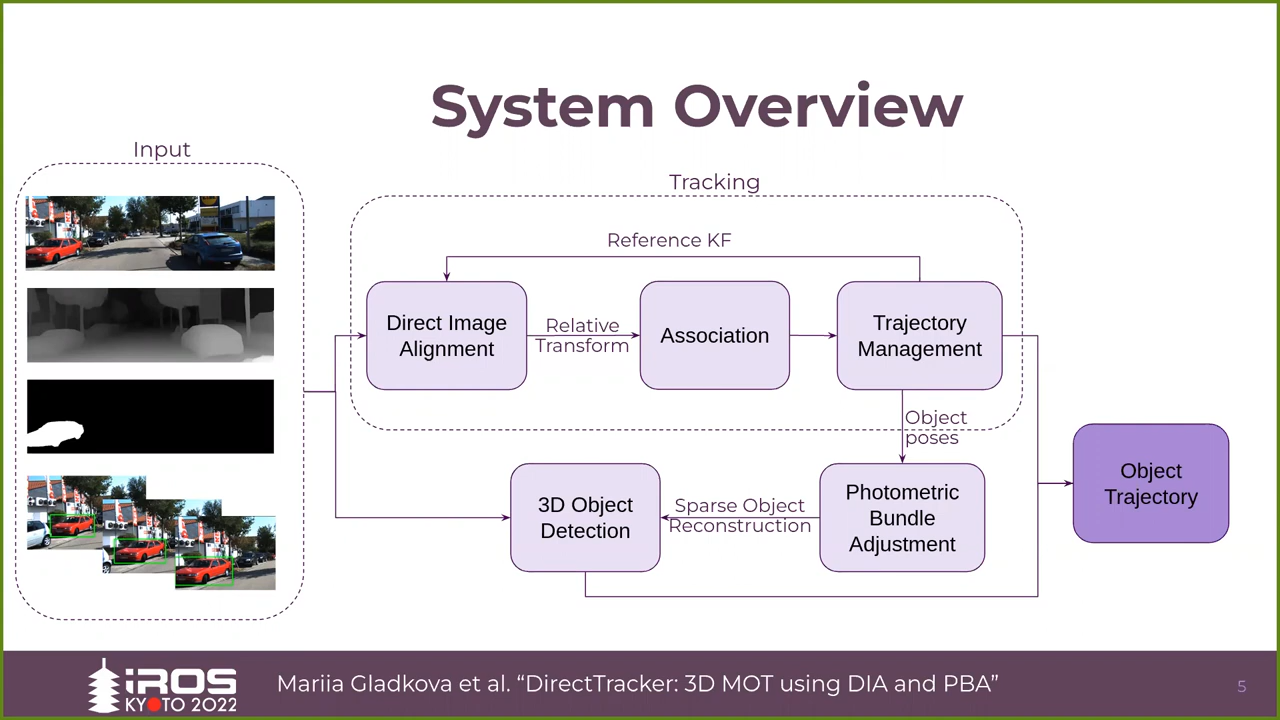 System Overview
Input
Tracking
Reference KF
Direct Image
Alignment
Relative
Transform
Association
Trajectory
Management
Object
poses
3D Object
Detection
Sparse Object
Reconstruction
Photometric
Bundle
Adjustment
Object
Trajectory
iROS
KYOTO 2022
Mariia Gladkova et al. “DirectTracker: 3D MOT using DIA and PBA”
5